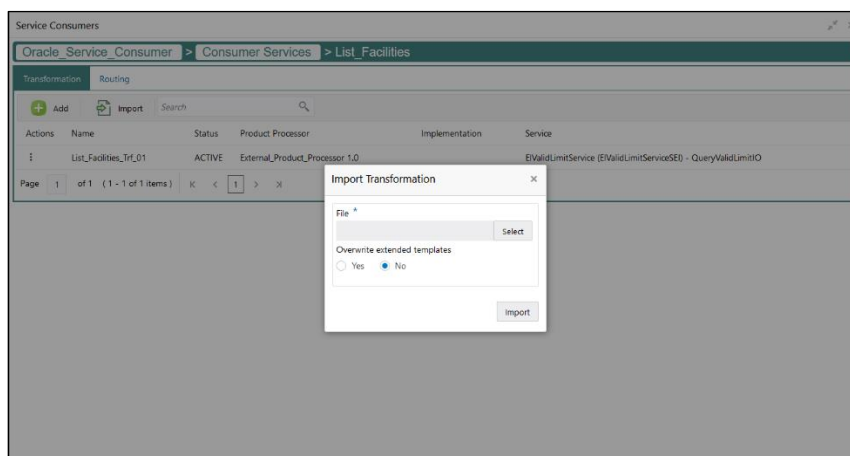 Service Consumers
Oracle_Service_Consumer > Consumer Services > List_Facilities
Transformation Routing
Add Import Search
Actions Name Status Product Processor Implementation Service
List_Facilities_Trf_01 ACTIVE External_Product_Processor 1.0 ElValidLimitService (ElValidLimitServiceSEI) - QueryValidLimitIO
Page 1 of 1 (1 - 1 of 1 items) K < 1 > >|
Import Transformation ×
File *
Select
Overwrite extended templates
Yes No
Import